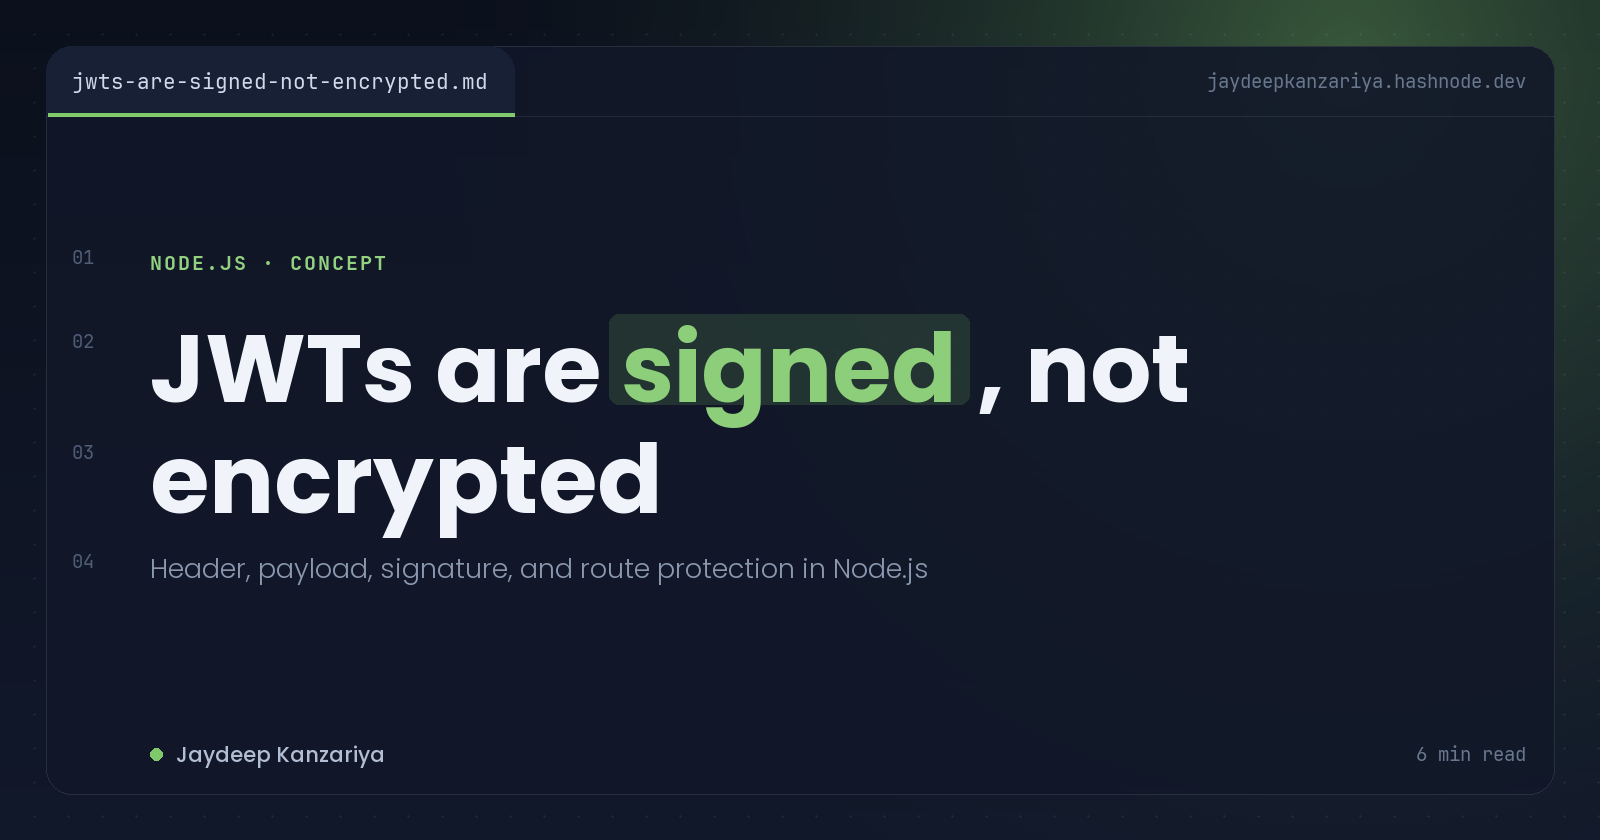 jwts-are-signed-not-encrypted.md
jaydeepkanzariya.hashnode.dev
01
NODE.JS · CONCEPT
02
JWTs are signed, not
03
encrypted
04
Header, payload, signature, and route protection in Node.js
Jaydeep Kanzariya
6 min read